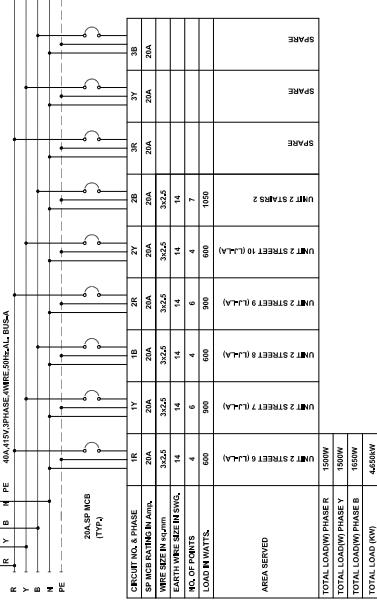 R Y B N PE 40A,415V,3PHASE,4WIRE,50Hz,AL. BUS-A
R
Y
B
N
PE
20A,SP MCB
(TYP.)
CIRCUIT NO. & PHASE 1R 1Y 1B 2R 2Y 2B 3R 3Y 3B
SP MCB RATING IN Amp. 20A 20A 20A 20A 20A 20A 20A 20A 20A
WIRE SIZE IN sq.mm 3x2.5 3x2.5 3x2.5 3x2.5 3x2.5 3x2.5
EARTH WIRE SIZE IN SWG. 14 14 14 14 14 14
NO. OF POINTS 4 6 4 6 4 7
LOAD IN WATTS. 600 900 600 900 600 1050
AREA SERVED
UNIT 2 STREET 6 (L.J.A)
UNIT 2 STREET 7 (L.J.A)
UNIT 2 STREET 8 (L.J.A)
UNIT 2 STREET 9 (L.J.A)
UNIT 2 STREET 10 (L.J.A)
UNIT 2 STAIRS 2
SPARE
SPARE
SPARE
TOTAL LOAD(W) PHASE R 1500W
TOTAL LOAD(W) PHASE Y 1500W
TOTAL LOAD(W) PHASE B 1650W
TOTAL LOAD (KW) 4.650kW